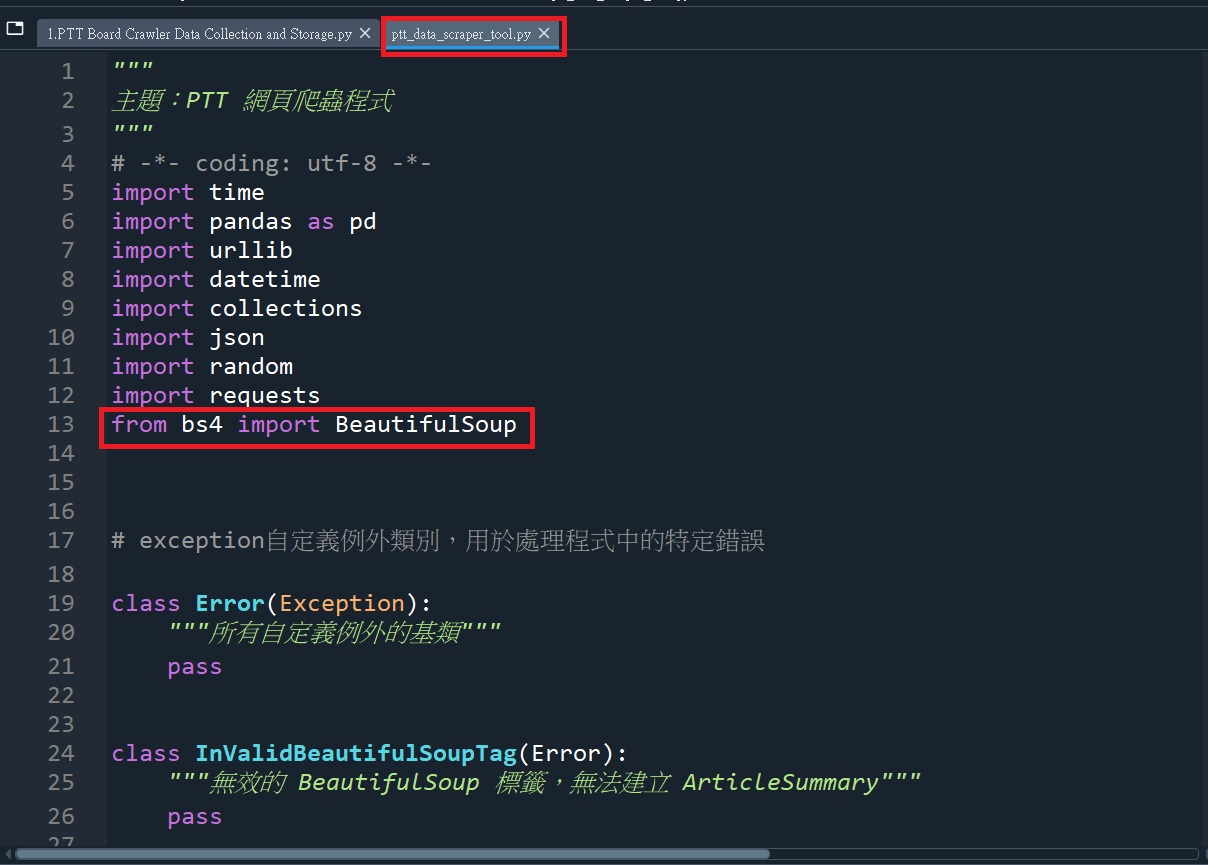 1.PTT Board Crawler Data Collection and Storage.py ptt_data_scraper_tool.py
1 """
2 主題：PTT 網頁爬蟲程式
3 """
4 # -*- coding: utf-8 -*-
5 import time
6 import pandas as pd
7 import urllib
8 import datetime
9 import collections
10 import json
11 import random
12 import requests
13 from bs4 import BeautifulSoup
14
15
16
17 # exception自定義例外類別，用於處理程式中的特定錯誤
18
19 class Error(Exception):
20     """所有自定義例外的基類"""
21     pass
22
23
24 class InValidBeautifulSoupTag(Error):
25     """無效的 BeautifulSoup 標籤，無法建立 ArticleSummary"""
26     pass
27